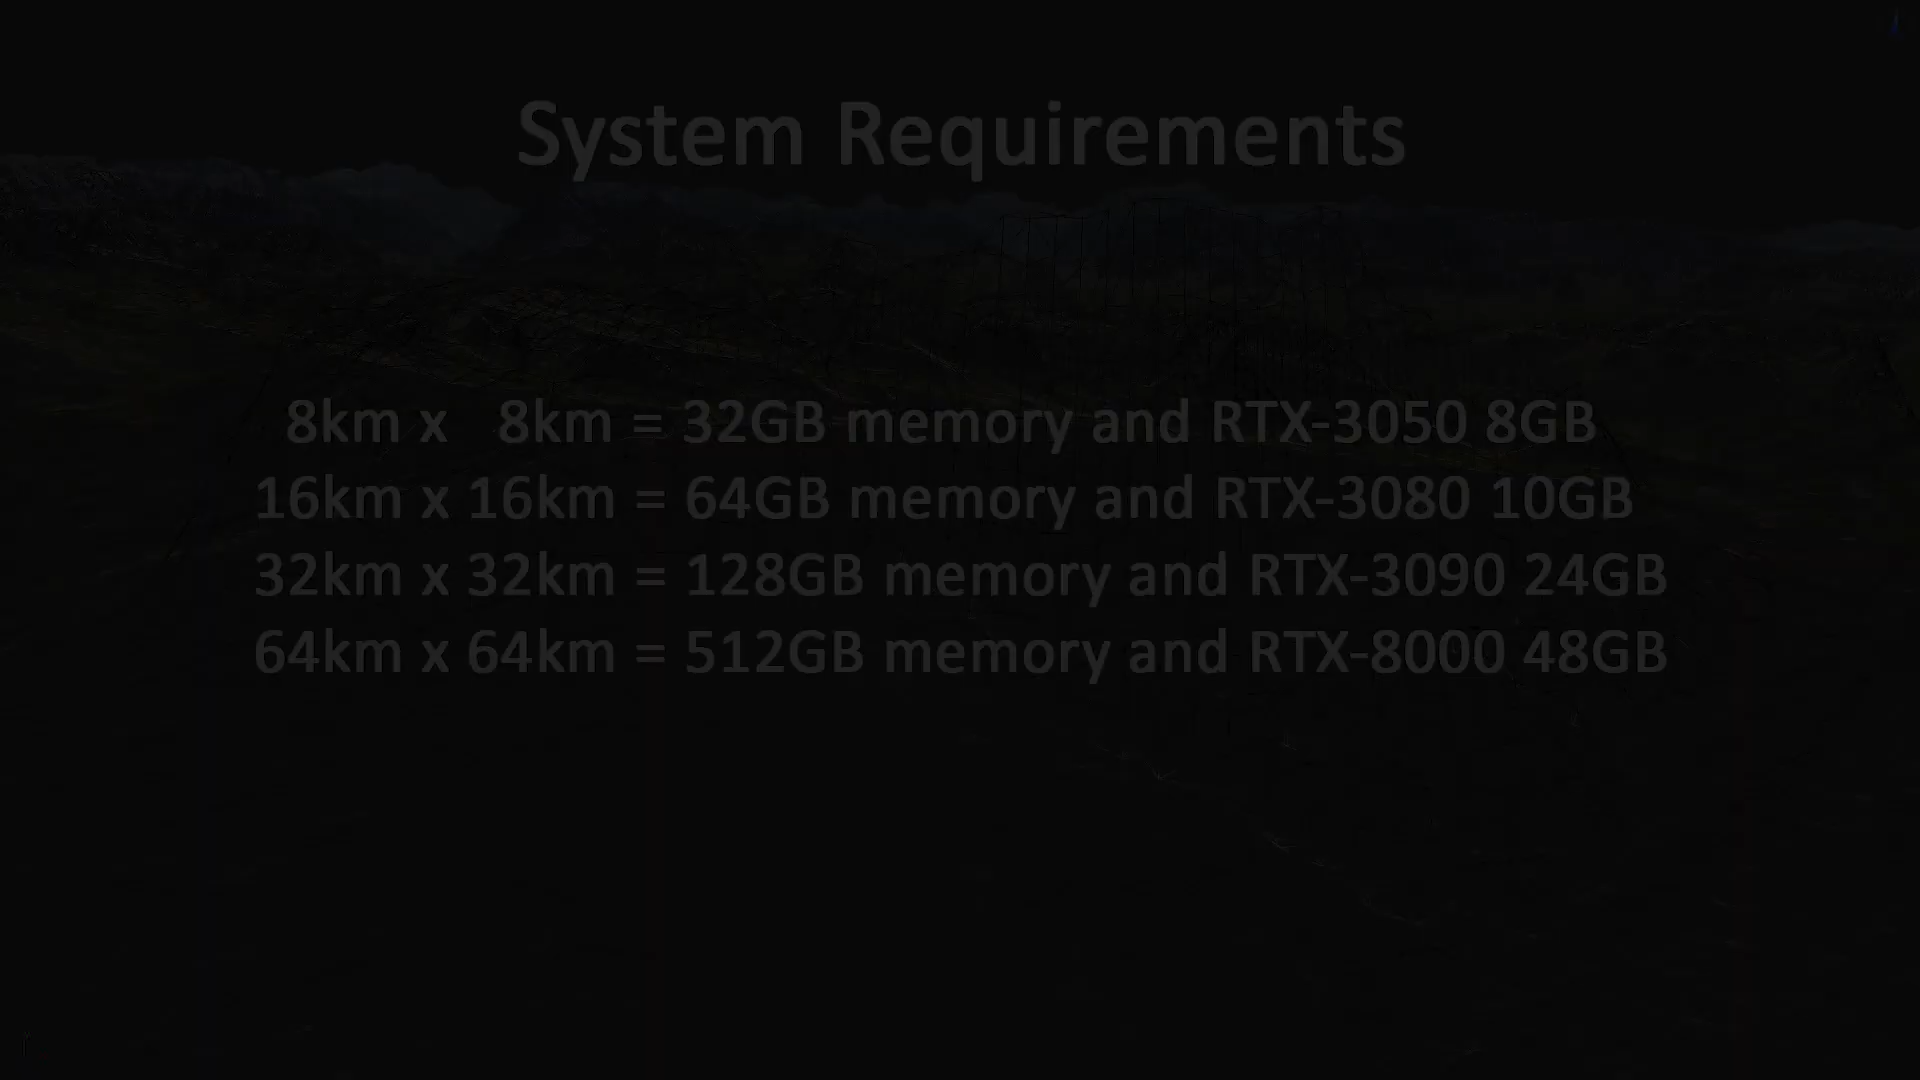 System Requirements
8km x 8km = 32GB memory and RTX-3050 8GB
16km x 16km = 64GB memory and RTX-3080 10GB
32km x 32km = 128GB memory and RTX-3090 24GB
64km x 64km = 512GB memory and RTX-8000 48GB